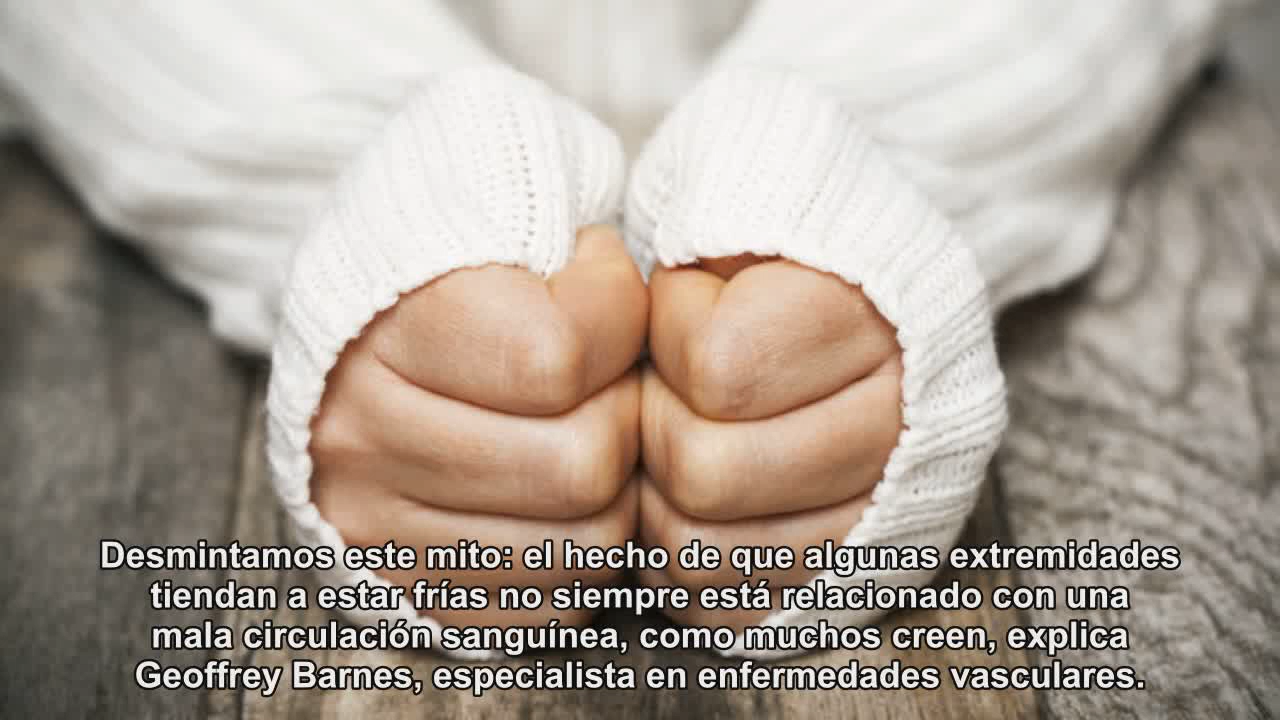 Desmintamos este mito: el hecho de que algunas extremidades
tiendan a estar frías no siempre está relacionado con una
mala circulación sanguínea, como muchos creen, explica
Geoffrey Barnes, especialista en enfermedades vasculares.